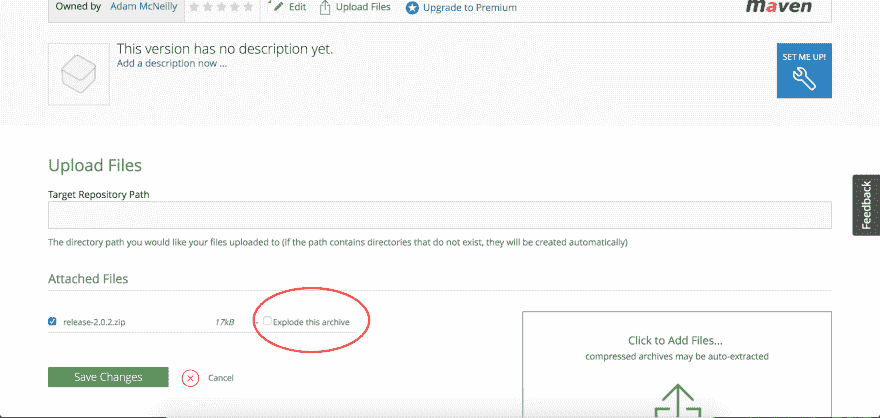 Owned by Adam McNeilly Edit Upload Files Upgrade to Premium
maven
This version has no description yet.
Add a description now ...
SET ME UP!
Upload Files
Feedback
Target Repository Path
The directory path you would like your files uploaded to (if the path contains directories that do not exist, they will be created automatically)
Attached Files
release-2.0.2.zip 17kB - Explode this archive
Click to Add Files...
compressed archives may be auto-extracted
Save Changes Cancel